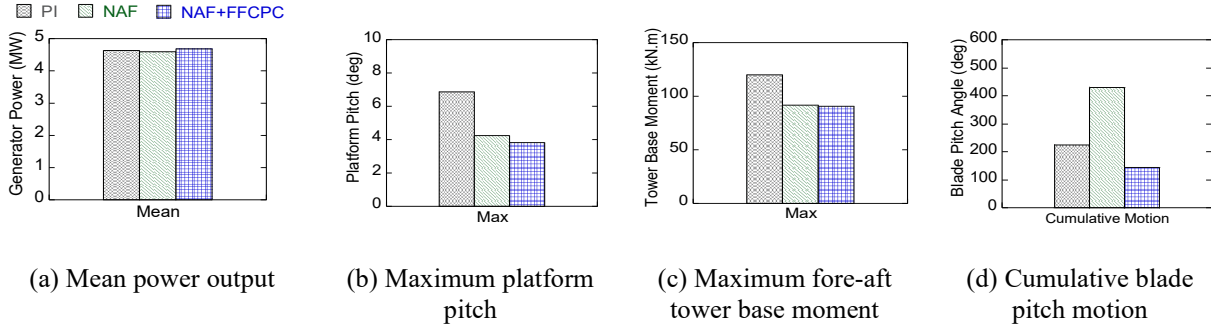 PI NAF NAF+FFCPC
Generator Power (MW)
5
4
3
2
1
0
Mean
Platform Pitch (deg)
10
8
6
4
2
0
Max
Tower Base Moment (kN.m)
150
100
50
0
Max
Blade Pitch Angle (deg)
600
500
400
300
200
100
0
Cumulative Motion
(a) Mean power output
(b) Maximum platform
pitch
(c) Maximum fore-aft
tower base moment
(d) Cumulative blade
pitch motion